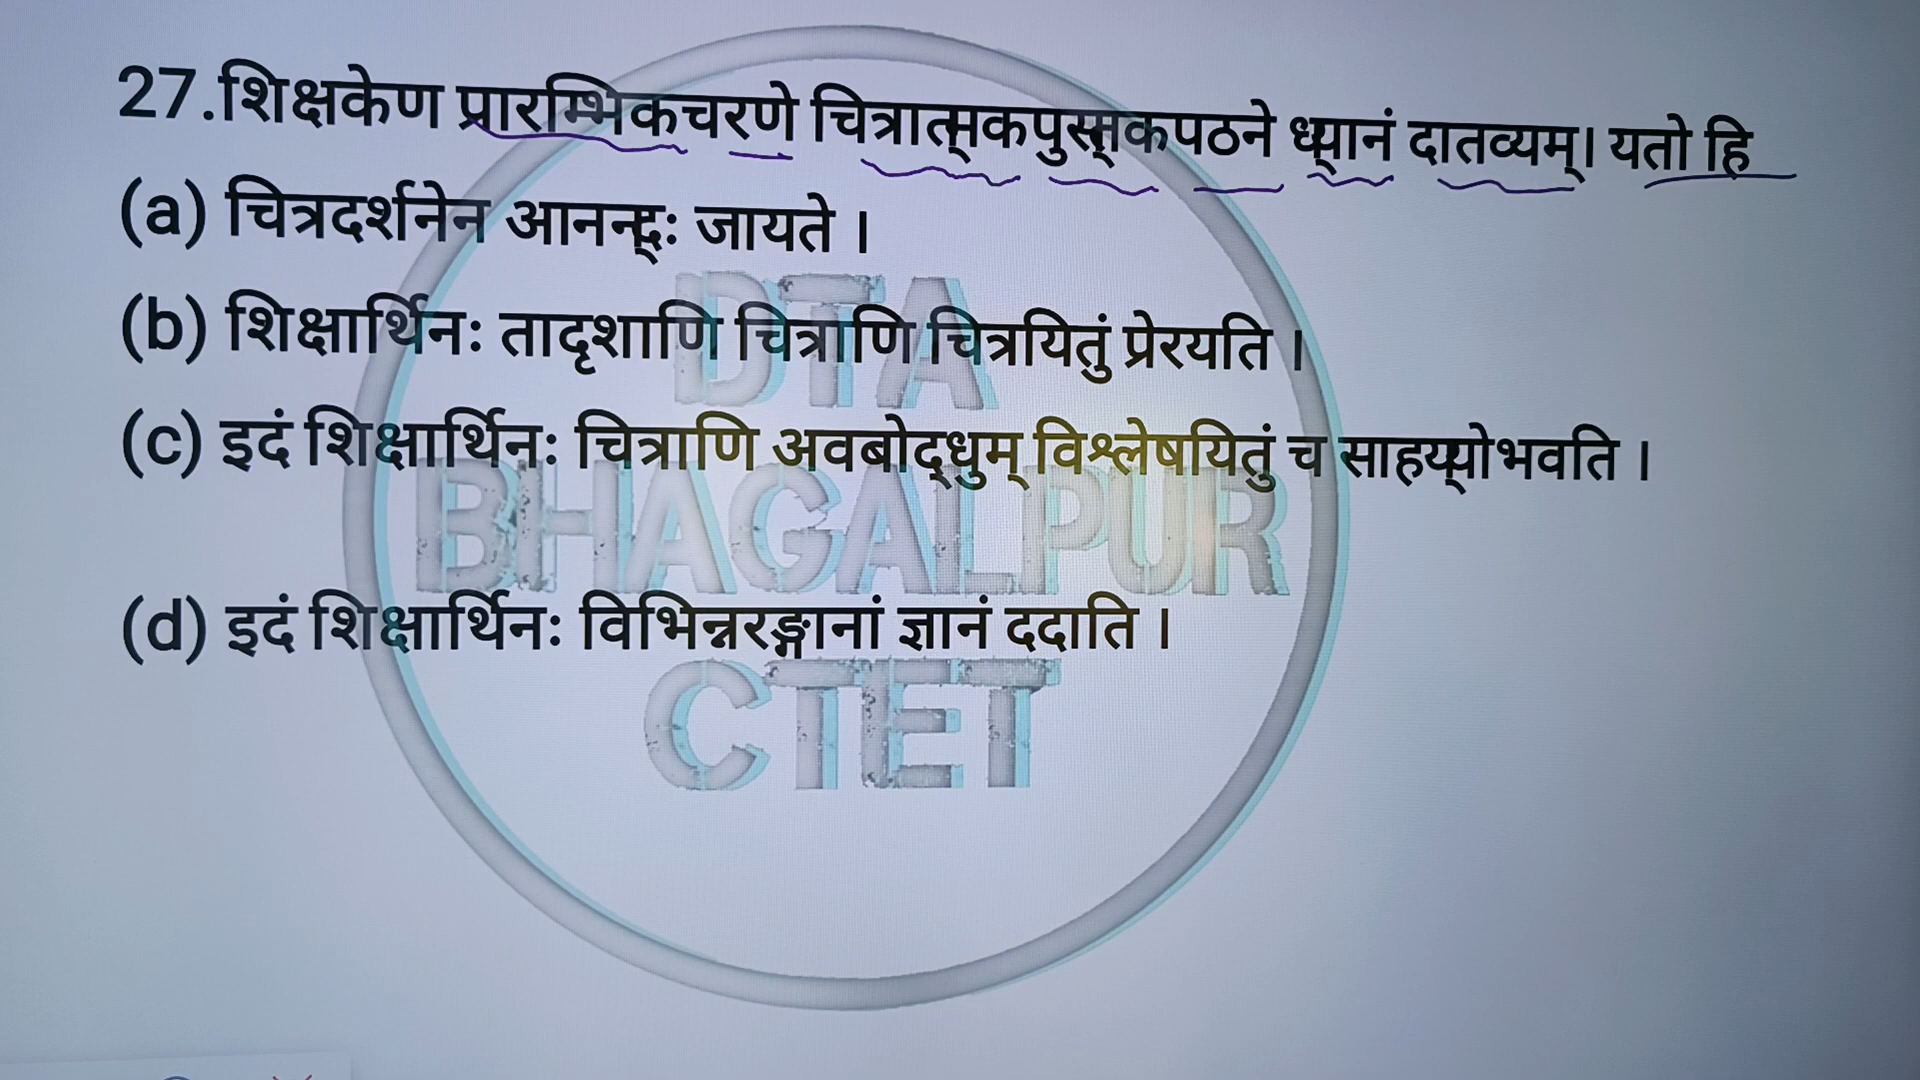 27.शिक्षकेण प्रारम्भिकचरणे चित्रात्मकपुस्तकपठने ध्यानं दातव्यम्। यतो हि
(a) चित्रदर्शनेन आनन्दः जायते ।
(b) शिक्षार्थिनः तादृशाणि चित्राणि चित्रयितुं प्रेरयति ।
(c) इदं शिक्षार्थिनः चित्राणि अवबोद्धुम् विश्लेषयितुं च साहय्योभवति ।
(d) इदं शिक्षार्थिनः विभिन्नरङ्गानां ज्ञानं ददाति ।
DTA
BHAGALPUR
CTET